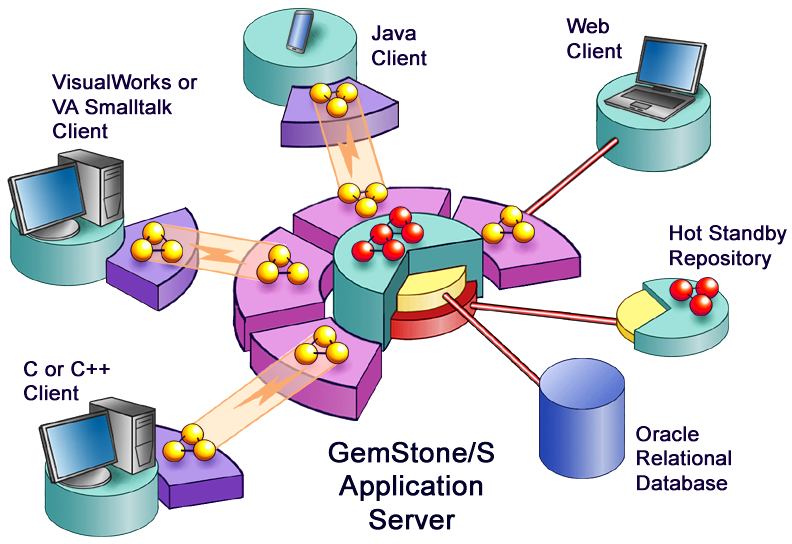 Java
Client
Web
Client
VisualWorks or
VA Smalltalk
Client
Hot Standby
Repository
C or C++
Client
GemStone/S
Application
Server
Oracle
Relational
Database